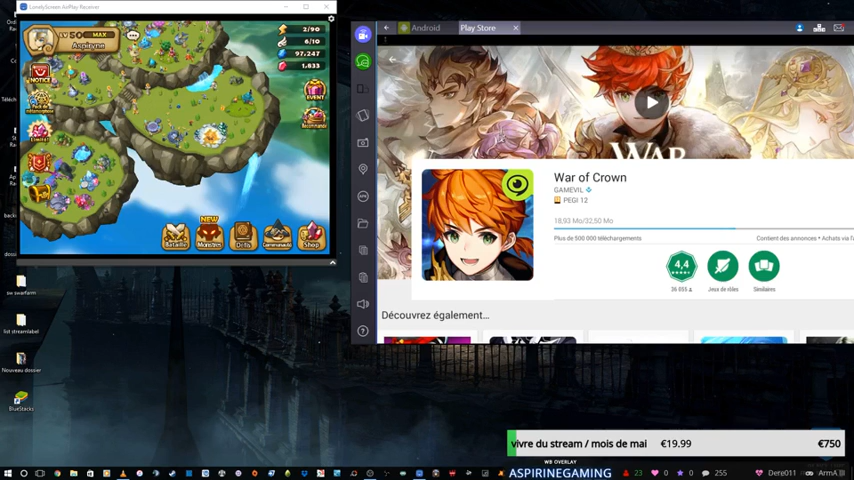 LonelyScreen AirPlay Receiver
MAX
2/90
6/10
97,247
1,833
NOTICE
EVENT
NEW
Bataille
Monstres
Défis
Communauté
Shop
Android
Play Store
WAR
War of Crown
GAMEVIL
PEGI 12
18,93 Mo/32,50 Mo
Plus de 500 000 téléchargements
Contient des annonces • Achats via l'a
4,4
36 055
Jeux de rôles
Similaires
Découvrez également…
sw swarfarm
list streamlabel
Nouveau dossier
BlueStacks
vivre du stream / mois de mai
€19.99
€750
WB OVERLAY
ASPIRINEGAMING
23
0
0
255
Dere011
ArmA